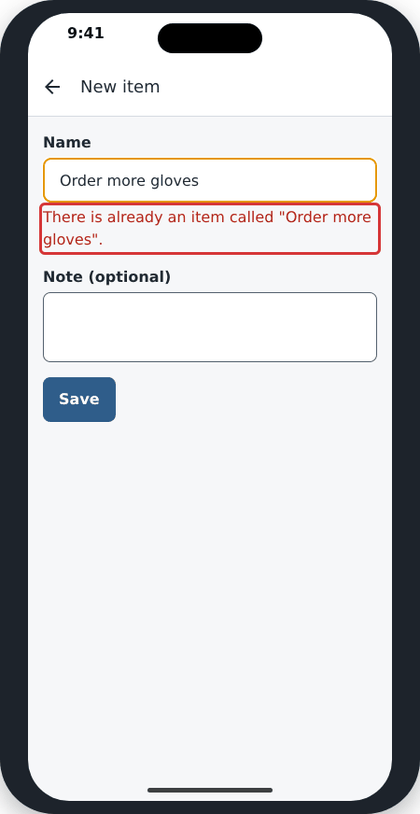 9:41
New item
Name
Order more gloves
There is already an item called "Order more
gloves".
Note (optional)
Save